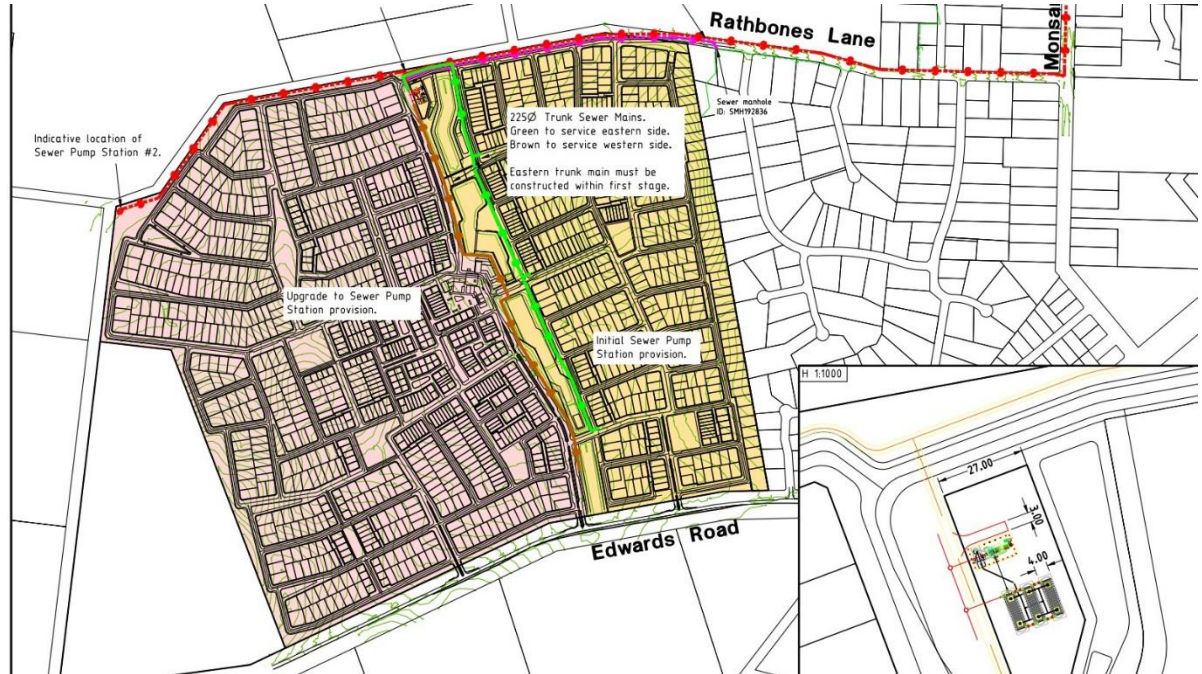 Rathbones Lane
Monsa
Indicative location of
Sewer Pump Station #2.
225Ø Trunk Sewer Mains.
Green to service eastern side.
Brown to service western side.
Eastern trunk main must be
constructed within first stage.
Sewer manhole
ID: SMH192836
Upgrade to Sewer Pump
Station provision.
Initial Sewer Pump
Station provision.
Edwards Road
H 1:1000
27.00
3.00
4.00